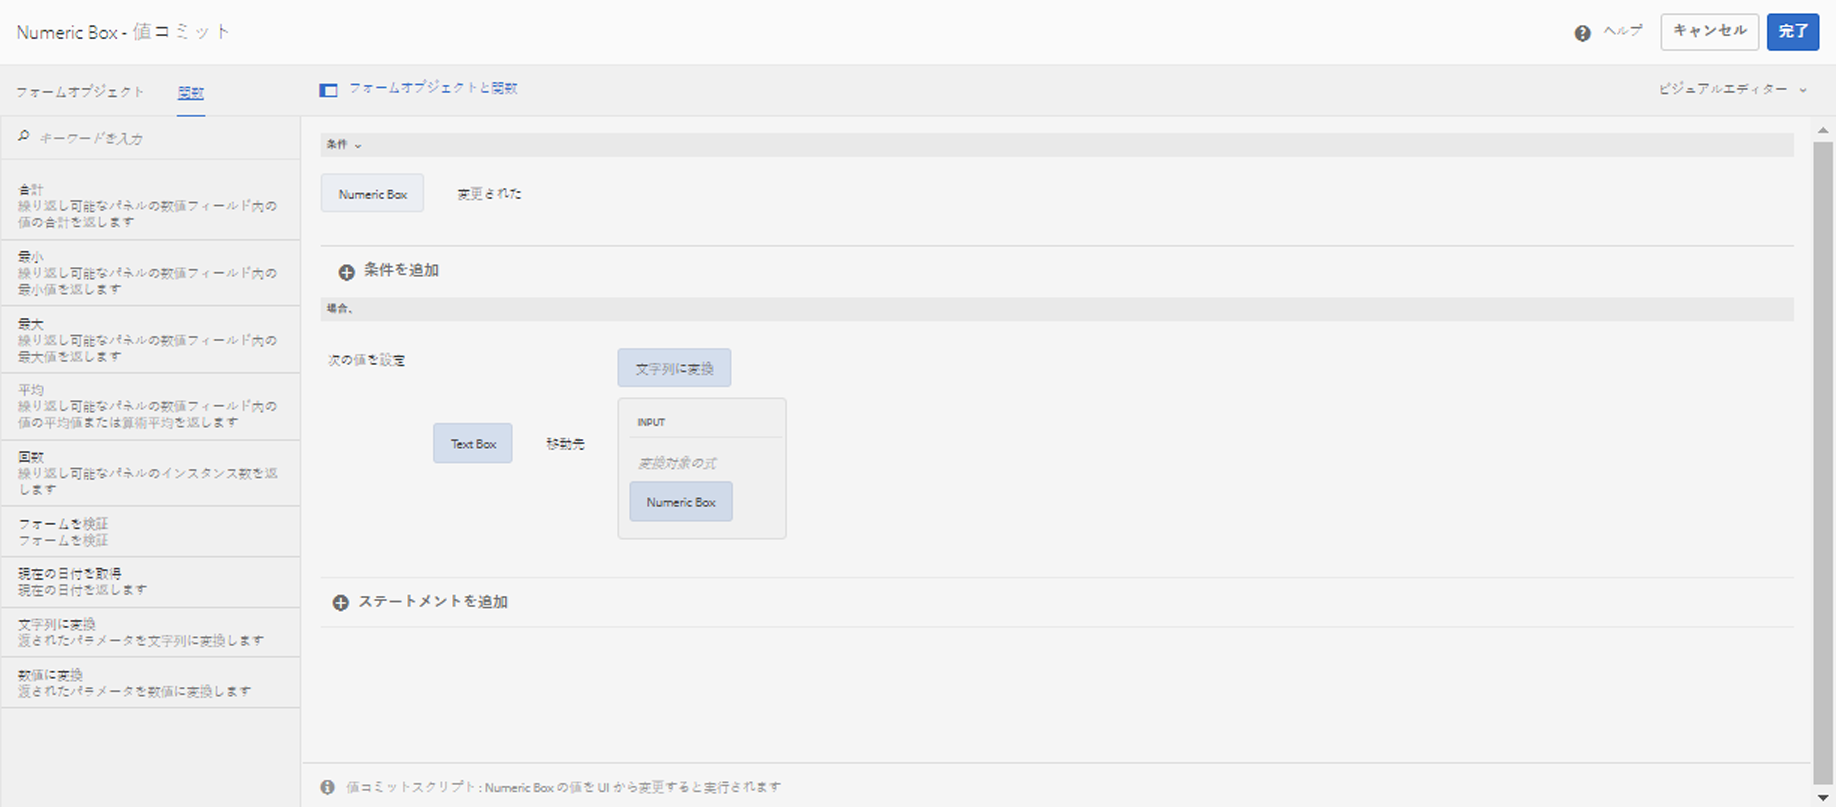 Numeric Box - 値コミット
ヘルプ
キャンセル
完了
フォームオブジェクト
関数
フォームオブジェクトと関数
ビジュアルエディター
キーワードを入力
合計
繰り返し可能なパネルの数値フィールド内の
値の合計を返します
最小
繰り返し可能なパネルの数値フィールド内の
最小値を返します
最大
繰り返し可能なパネルの数値フィールド内の
最大値を返します
平均
繰り返し可能なパネルの数値フィールド内の
値の平均値または算術平均を返します
回数
繰り返し可能なパネルのインスタンス数を返
します
フォームを検証
フォームを検証
現在の日付を取得
現在の日付を返します
文字列に変換
渡されたパラメータを文字列に変換します
数値に変換
渡されたパラメータを数値に変換します
条件
Numeric Box
変更された
条件を追加
場合、
次の値を設定
文字列に変換
INPUT
Text Box
移動先
変換対象の式
Numeric Box
ステートメントを追加
値コミットスクリプト : Numeric Box の値を UI から変更すると実行されます